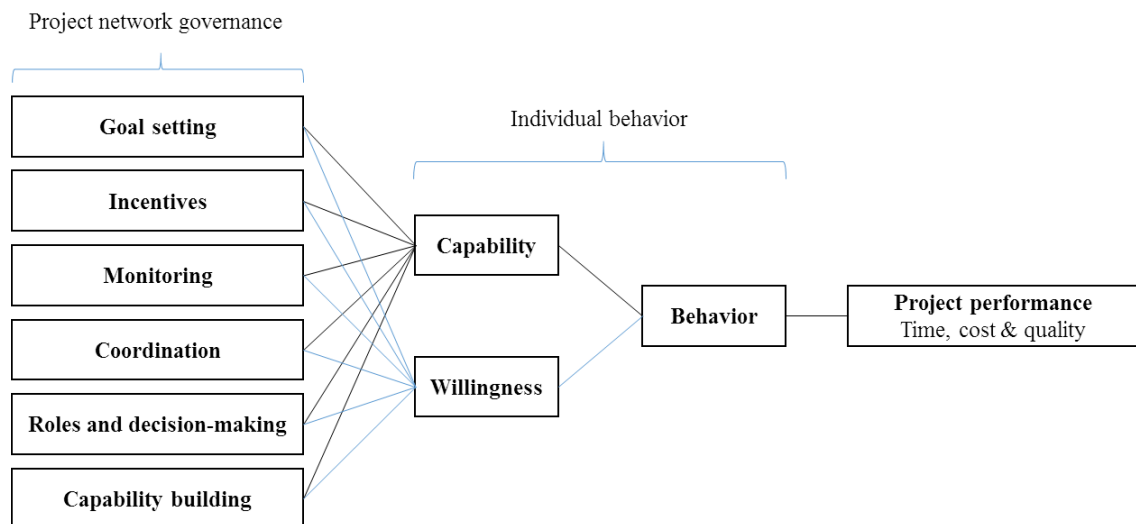 Project network governance
Goal setting
Incentives
Monitoring
Coordination
Roles and decision-making
Capability building
Individual behavior
Capability
Willingness
Behavior
Project performance
Time, cost & quality